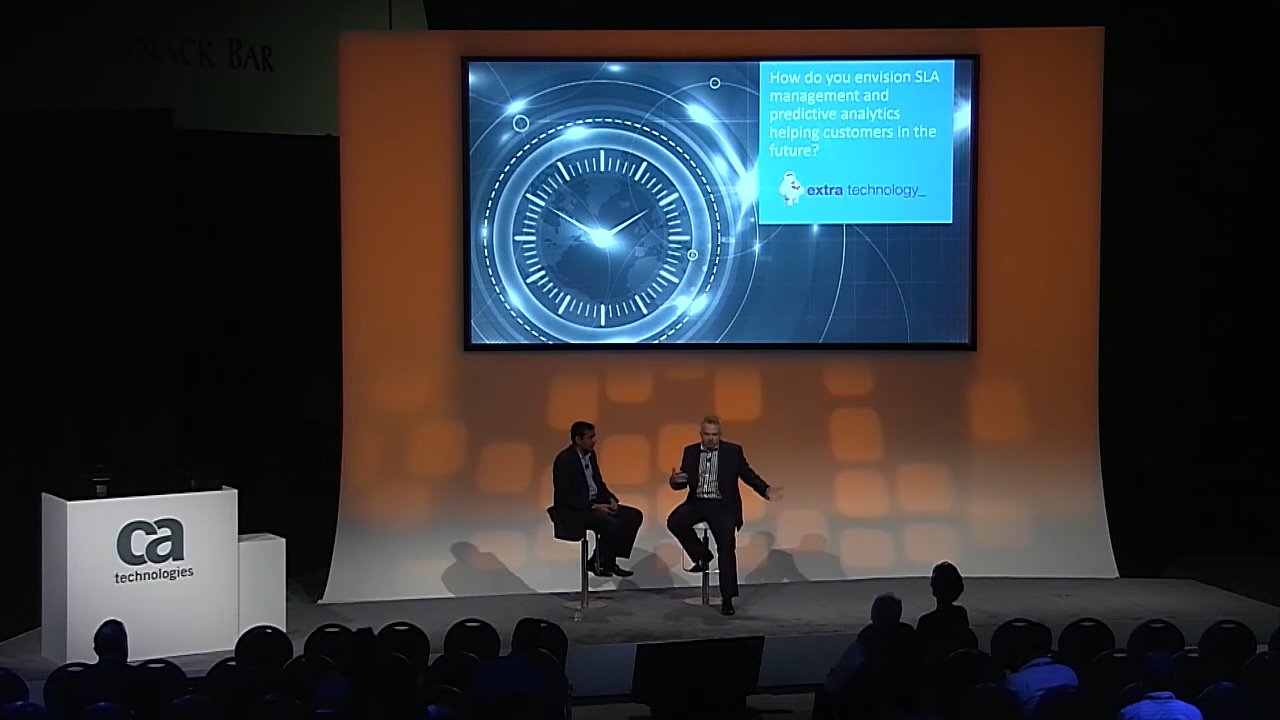 SNACK BAR
How do you envision SLA
management and
predictive analytics
helping customers in the
future?
extra technology_
ca
technologies